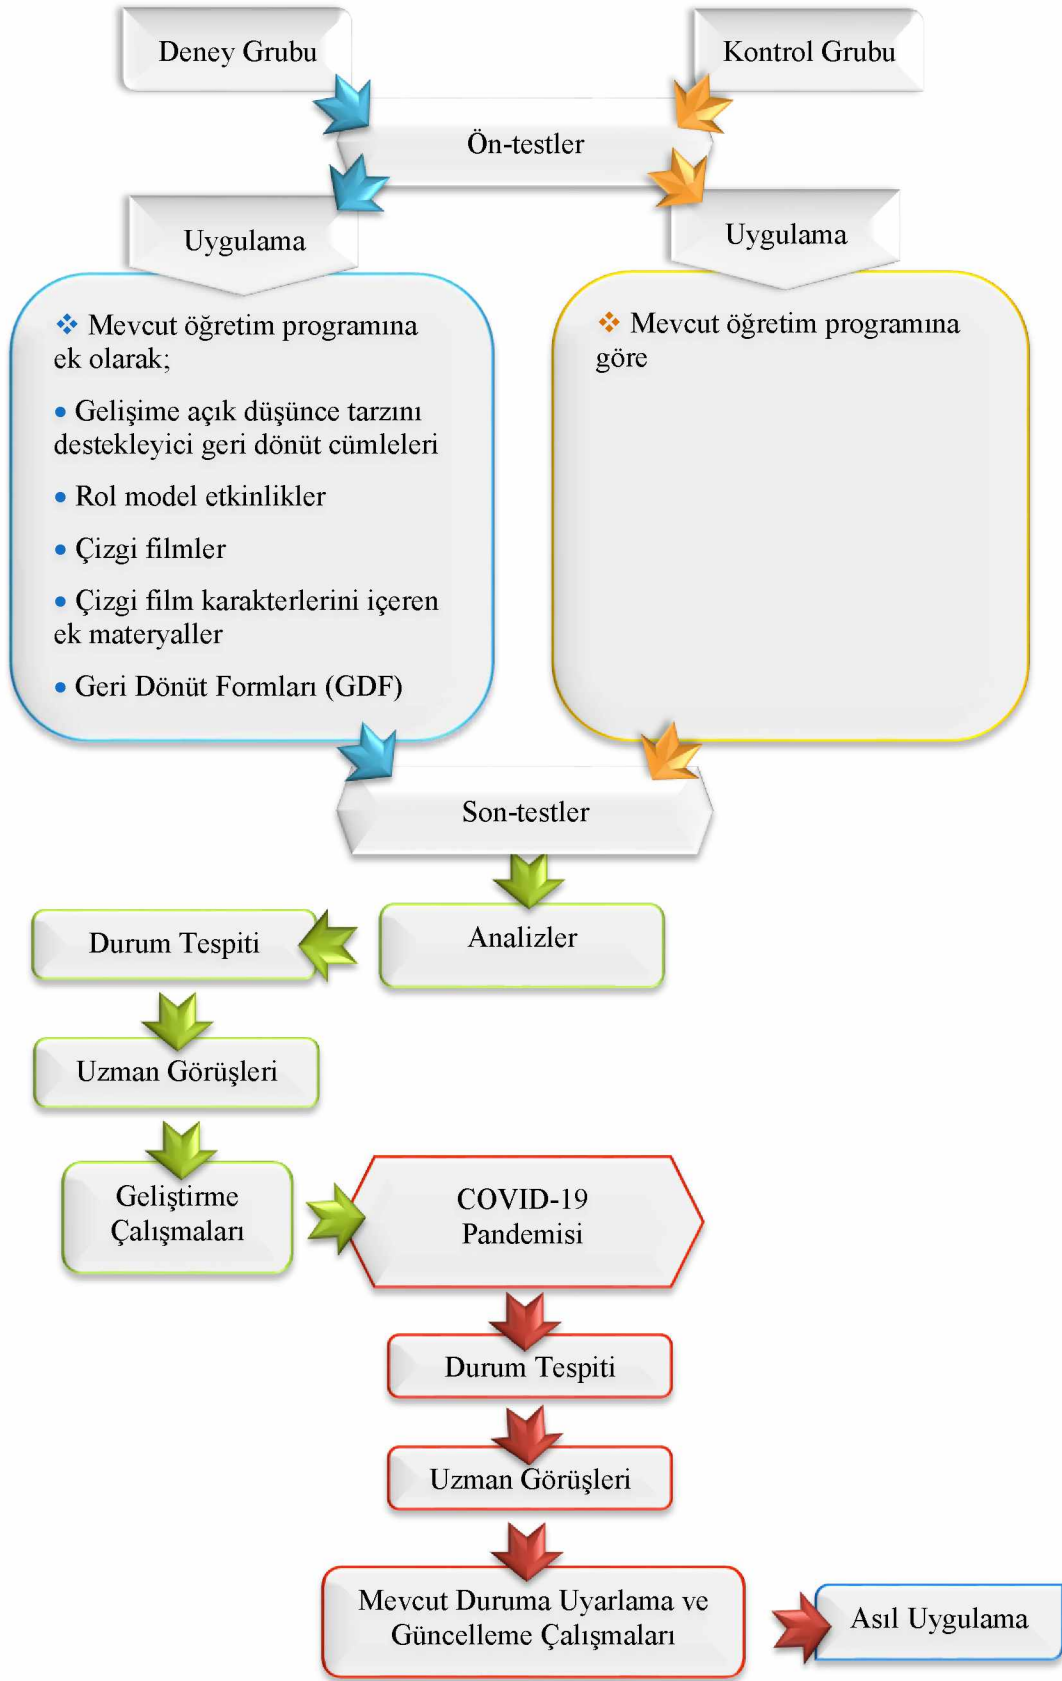 Deney Grubu
Kontrol Grubu
Ön-testler
Uygulama
Uygulama
❖ Mevcut öğretim programına
ek olarak;
• Gelişime açık düşünce tarzını
destekleyici geri dönüt cümleleri
• Rol model etkinlikler
• Çizgi filmler
• Çizgi film karakterlerini içeren
ek materyaller
• Geri Dönüt Formları (GDF)
❖ Mevcut öğretim programına
göre
Son-testler
Analizler
Durum Tespiti
Uzman Görüşleri
Geliştirme
Çalışmaları
COVID-19
Pandemisi
Durum Tespiti
Uzman Görüşleri
Mevcut Duruma Uyarlama ve
Güncelleme Çalışmaları
Asıl Uygulama